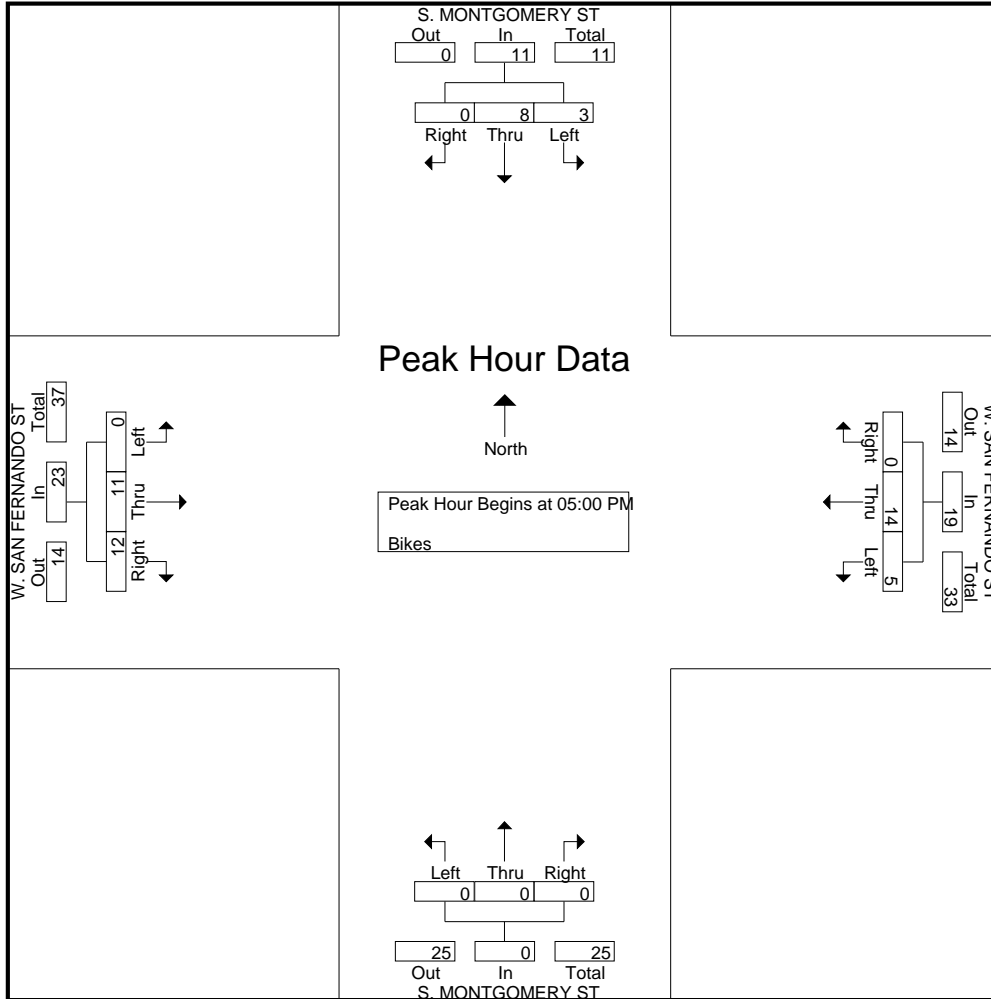 S. MONTGOMERY ST
Out In Total
0 11 11
0 8 3
Right Thru Left
Peak Hour Data
North
Peak Hour Begins at 05:00 PM
Bikes
W. SAN FERNANDO ST
Total In Out
37 23 14
0 11 12
Left Thru Right
W. SAN FERNANDO ST
Out In Total
14 19 33
0 14 5
Right Thru Left
Left Thru Right
0 0 0
25 0 25
Out In Total
S. MONTGOMERY ST